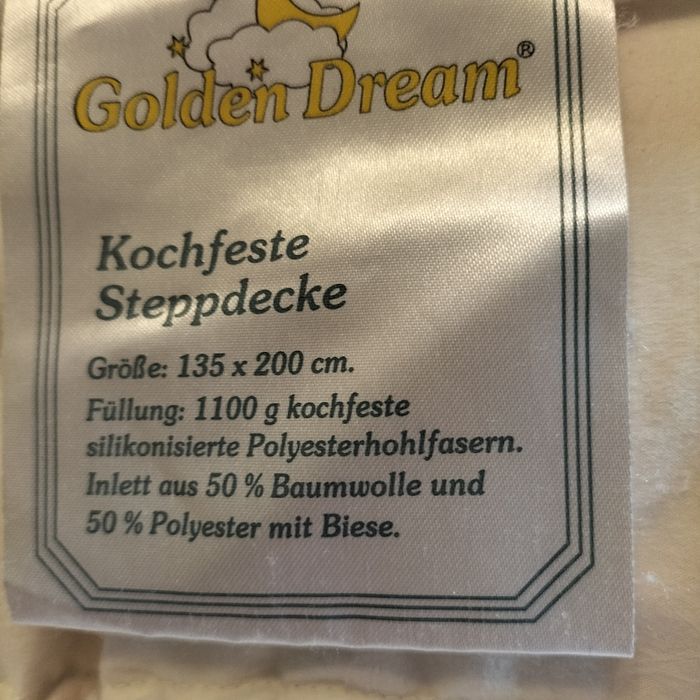 Golden Dream®
Kochfeste
Steppdecke
Größe: 135 x 200 cm.
Füllung: 1100 g kochfeste
silikonisierte Polyesterhohlfasern.
Inlett aus 50 % Baumwolle und
50 % Polyester mit Biese.